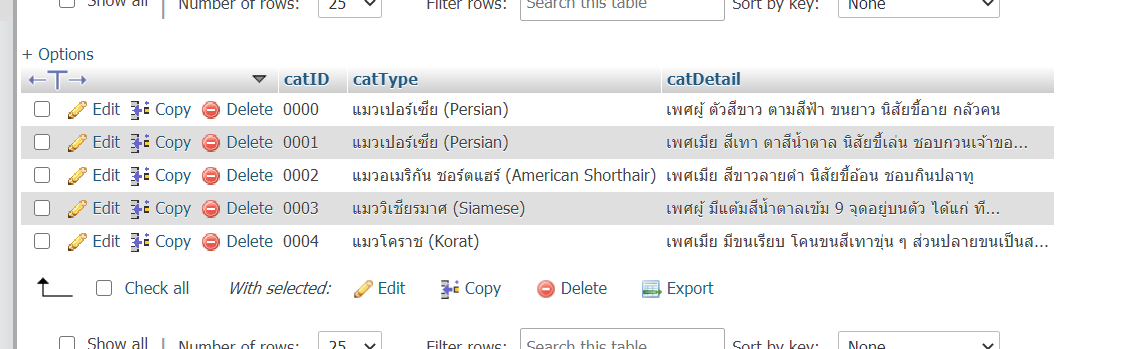 Show all Number of rows: 25 Filter rows: Search this table Sort by key: None
+ Options
←T→ catID catType catDetail
Edit Copy Delete 0000 แมวเปอร์เซีย (Persian) เพศผู้ ตัวสีขาว ตามสีฟ้า ขนยาว นิสัยขี้อาย กลัวคน
Edit Copy Delete 0001 แมวเปอร์เซีย (Persian) เพศเมีย สีเทา ตาสีน้ำตาล นิสัยขี้เล่น ชอบกวนเจ้าขอ...
Edit Copy Delete 0002 แมวอเมริกัน ชอร์ตแฮร์ (American Shorthair) เพศเมีย สีขาวลายดำ นิสัยขี้อ้อน ชอบกินปลาทู
Edit Copy Delete 0003 แมววิเชียรมาศ (Siamese) เพศผู้ มีแต้มสีน้ำตาลเข้ม 9 จุดอยู่บนตัว ได้แก่ ที่...
Edit Copy Delete 0004 แมวโคราช (Korat) เพศเมีย มีขนเรียบ โคนขนสีเทาขุ่น ๆ ส่วนปลายขนเป็นส...
Check all With selected: Edit Copy Delete Export
Show all Number of rows: 25 Filter rows: Search this table Sort by key: None